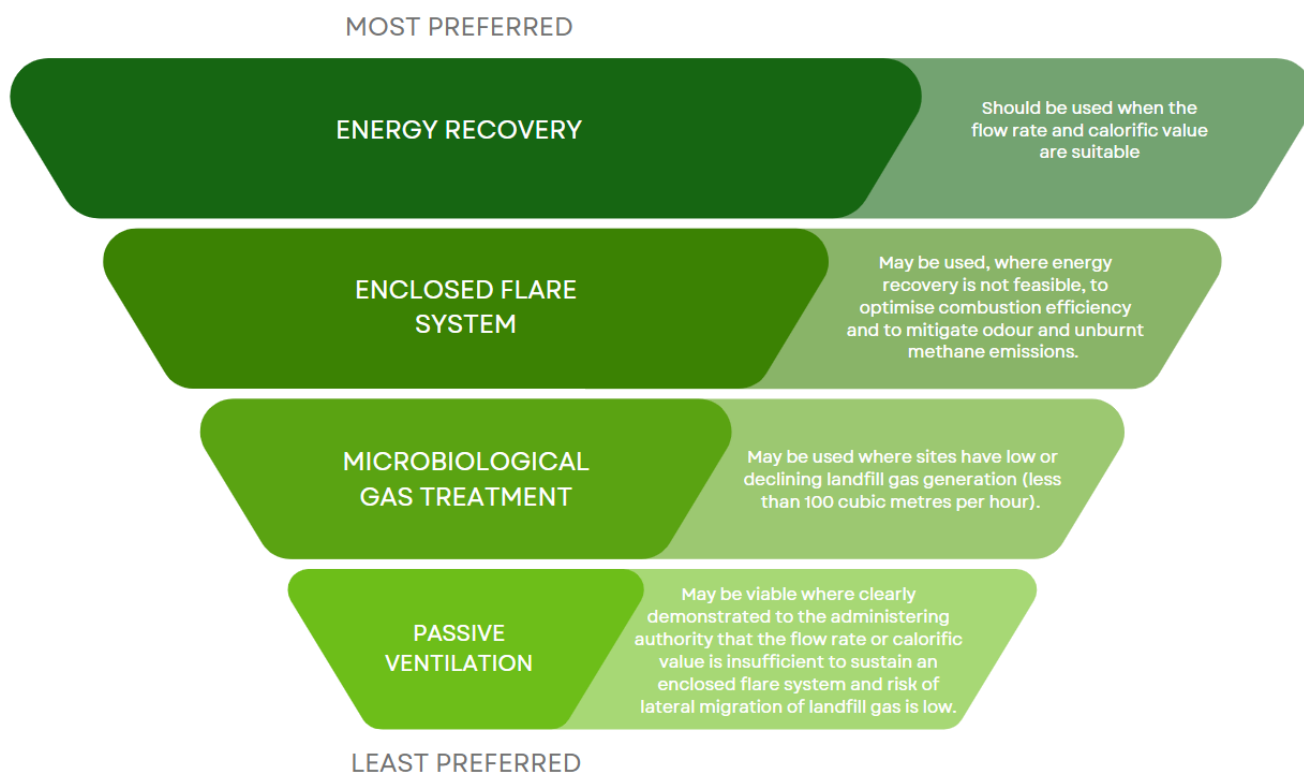 MOST PREFERRED
ENERGY RECOVERY
Should be used when the
flow rate and calorific value
are suitable
ENCLOSED FLARE
SYSTEM
May be used, where energy
recovery is not feasible, to
optimise combustion efficiency
and to mitigate odour and unburnt
methane emissions.
MICROBIOLOGICAL
GAS TREATMENT
May be used where sites have low or
declining landfill gas generation (less
than 100 cubic metres per hour).
PASSIVE
VENTILATION
May be viable where clearly
demonstrated to the administering
authority that the flow rate or calorific
value is insufficient to sustain an
enclosed flare system and risk of
lateral migration of landfill gas is low.
LEAST PREFERRED